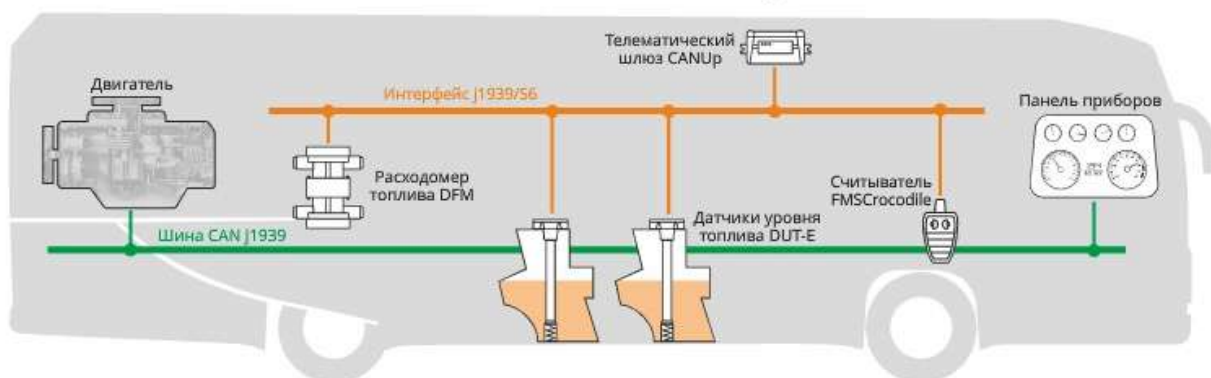 Телематический
шлюз CANUp
Двигатель
Интерфейс J1939/S6
Панель приборов
Расходомер
топлива DFM
Считыватель
FMSCrocodile
Датчики уровня
топлива DUT-E
Шина CAN J1939